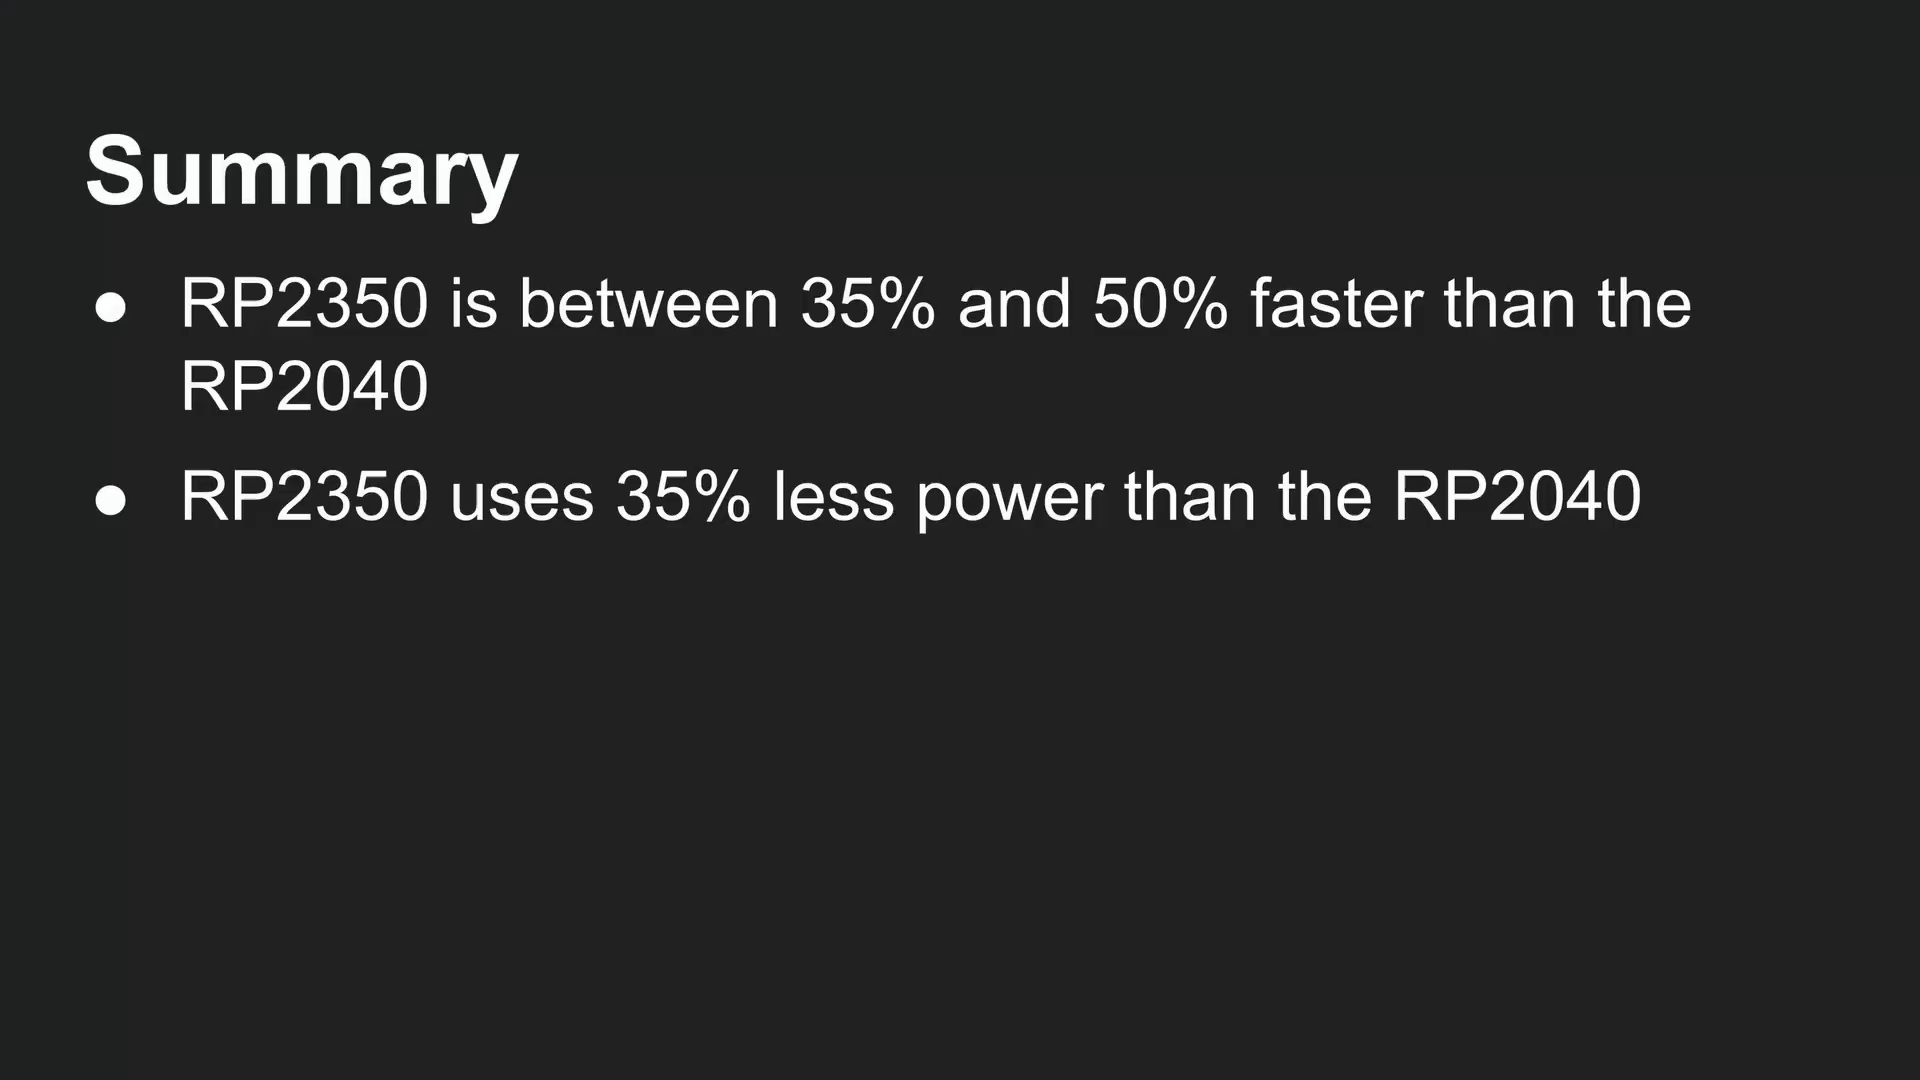 Summary
● RP2350 is between 35% and 50% faster than the
RP2040
● RP2350 uses 35% less power than the RP2040